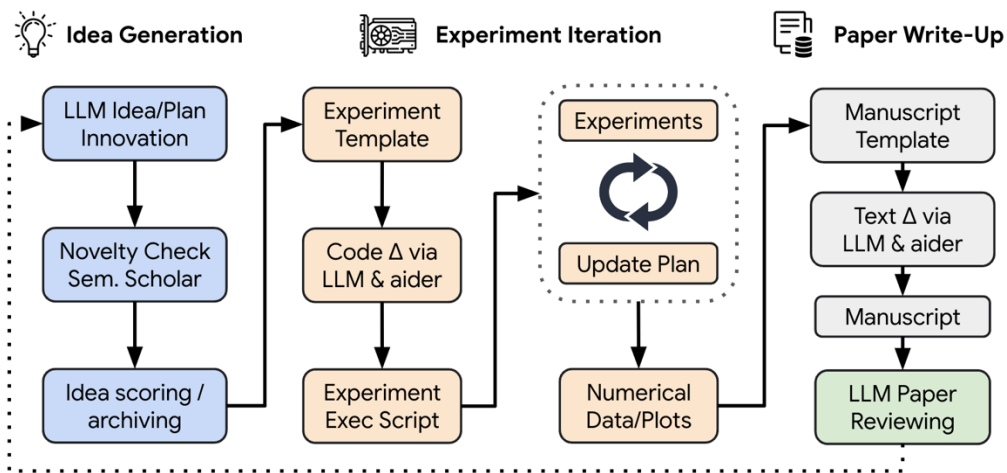 Idea Generation
LLM Idea/Plan
Innovation
Novelty Check
Sem. Scholar
Idea scoring /
archiving
Experiment Iteration
Experiment
Template
Code Δ via
LLM & aider
Experiment
Exec Script
Experiments
Update Plan
Numerical
Data/Plots
Paper Write-Up
Manuscript
Template
Text Δ via
LLM & aider
Manuscript
LLM Paper
Reviewing